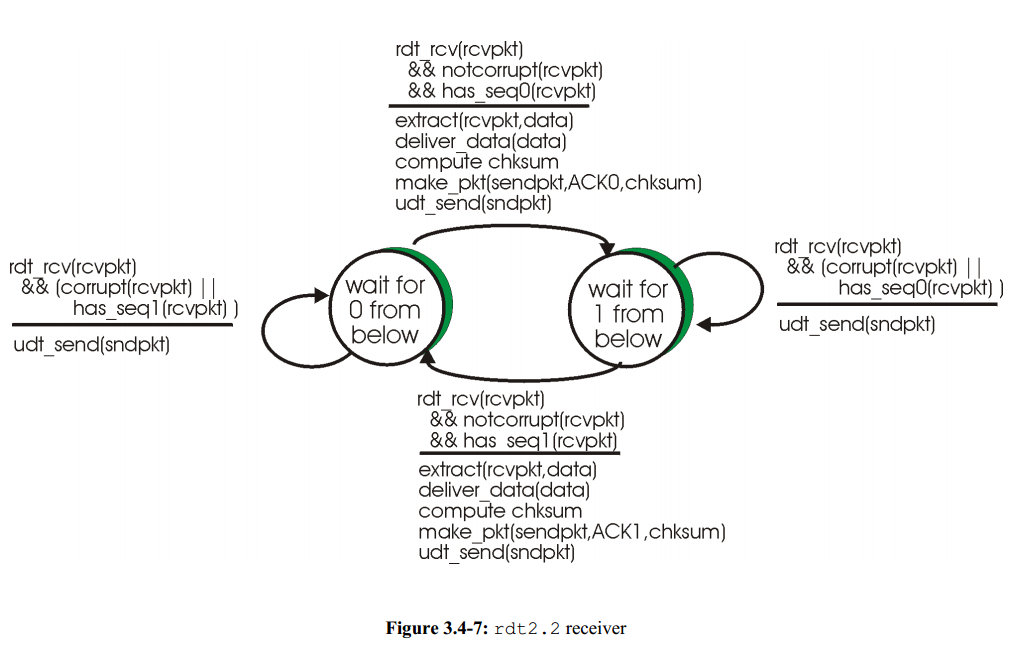 rdt_rcv(rcvpkt)
&& notcorrupt(rcvpkt)
&& has_seq0(rcvpkt)
extract(rcvpkt,data)
deliver_data(data)
compute chksum
make_pkt(sendpkt,ACK0,chksum)
udt_send(sndpkt)
rdt_rcv(rcvpkt)
&& (corrupt(rcvpkt) ||
has_seq1(rcvpkt) )
udt_send(sndpkt)
wait for
0 from
below
wait for
1 from
below
rdt_rcv(rcvpkt)
&& (corrupt(rcvpkt) ||
has_seq0(rcvpkt) )
udt_send(sndpkt)
rdt_rcv(rcvpkt)
&& notcorrupt(rcvpkt)
&& has_seq1(rcvpkt)
extract(rcvpkt,data)
deliver_data(data)
compute chksum
make_pkt(sendpkt,ACK1,chksum)
udt_send(sndpkt)
Figure 3.4-7: rdt2.2 receiver